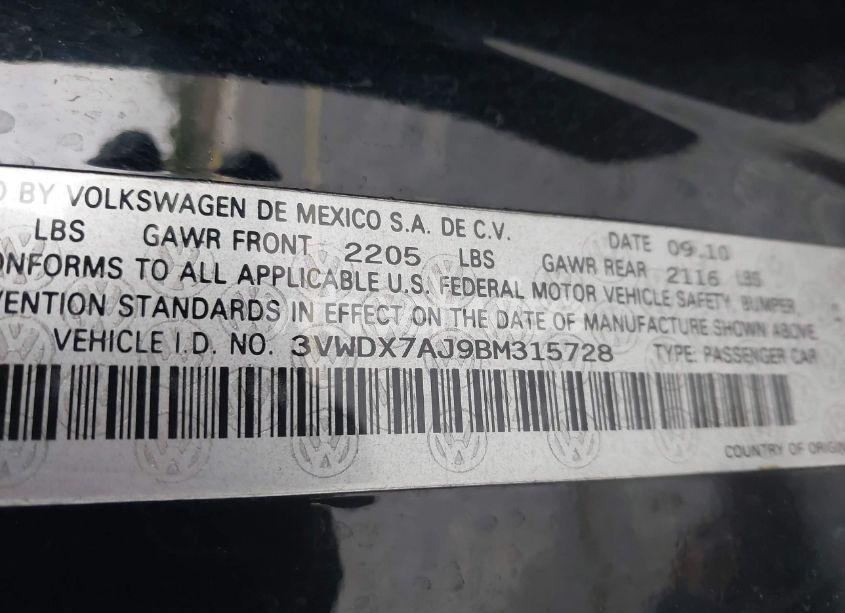 D BY VOLKSWAGEN DE MEXICO S.A. DE C.V. DATE 09.10
LBS GAWR FRONT 2205 LBS GAWR REAR 2116 LBS
ONFORMS TO ALL APPLICABLE U.S. FEDERAL MOTOR VEHICLE SAFETY, BUMPER
VENTION STANDARDS IN EFFECT ON THE DATE OF MANUFACTURE SHOWN ABOVE.
VEHICLE I.D. NO. 3VWDX7AJ9BM315728 TYPE: PASSENGER CAR
COUNTRY OF ORIGIN